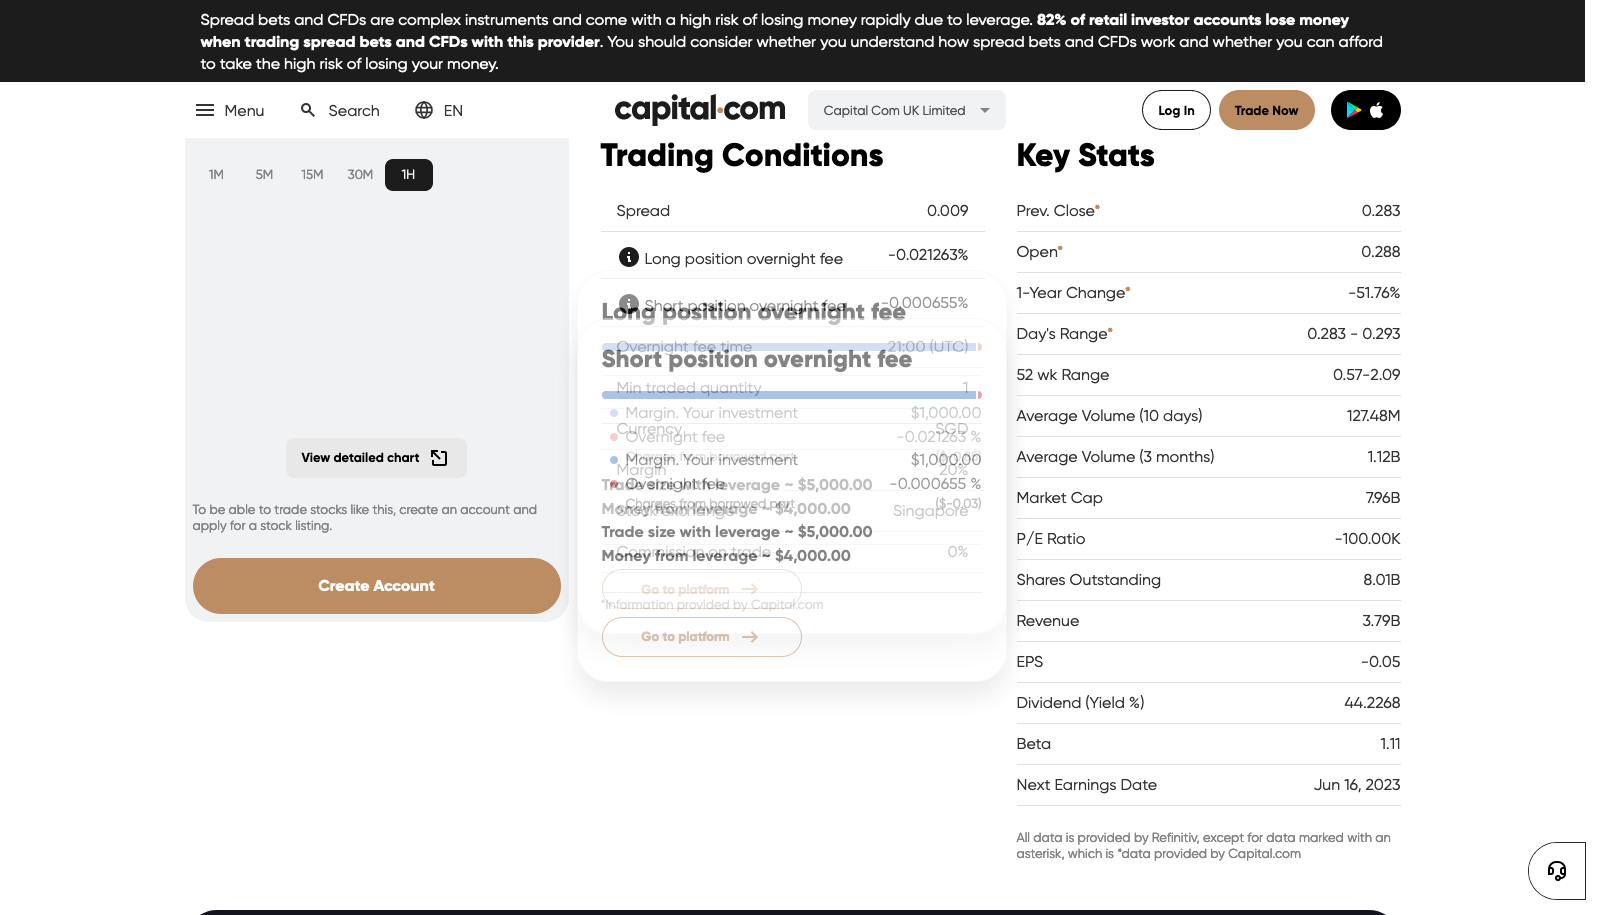 Spread bets and CFDs are complex instruments and come with a high risk of losing money rapidly due to leverage. 82% of retail investor accounts lose money
when trading spread bets and CFDs with this provider. You should consider whether you understand how spread bets and CFDs work and whether you can afford
to take the high risk of losing your money.
Menu
Search
EN
capital.com
Capital Com UK Limited
Log In
Trade Now
1M
5M
15M
30M
1H
View detailed chart
To be able to trade stocks like this, create an account and
apply for a stock listing.
Create Account
Trading Conditions
Spread 0.009
Long position overnight fee -0.021263%
Short position overnight fee -0.000655%
Overnight fee time 21:00 (UTC)
Min traded quantity 1
Currency SGD
Margin 20%
Stock exchange Singapore
Commission on trade 0%
*Information provided by Capital.com
Long position overnight fee
Margin. Your investment $1,000.00
Overnight fee -0.021263 %
Charges from borrowed part
Trade size with leverage ~ $5,000.00
Money from leverage ~ $4,000.00
Go to platform
Short position overnight fee
Margin. Your investment $1,000.00
Overnight fee -0.000655 %
Charges from borrowed part ($-0.03)
Trade size with leverage ~ $5,000.00
Money from leverage ~ $4,000.00
Go to platform
Key Stats
Prev. Close* 0.283
Open* 0.288
1-Year Change* -51.76%
Day's Range* 0.283 - 0.293
52 wk Range 0.57-2.09
Average Volume (10 days) 127.48M
Average Volume (3 months) 1.12B
Market Cap 7.96B
P/E Ratio -100.00K
Shares Outstanding 8.01B
Revenue 3.79B
EPS -0.05
Dividend (Yield %) 44.2268
Beta 1.11
Next Earnings Date Jun 16, 2023
All data is provided by Refinitiv, except for data marked with an
asterisk, which is *data provided by Capital.com